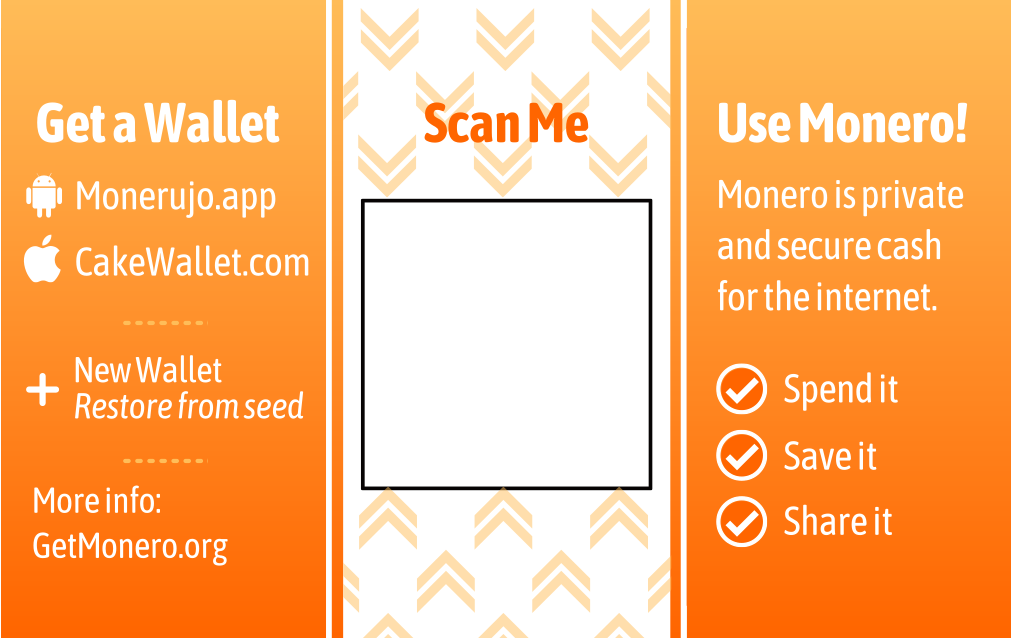 Get a Wallet
Monerujo.app
CakeWallet.com
New Wallet
Restore from seed
More info:
GetMonero.org
Scan Me
Use Monero!
Monero is private
and secure cash
for the internet.
Spend it
Save it
Share it